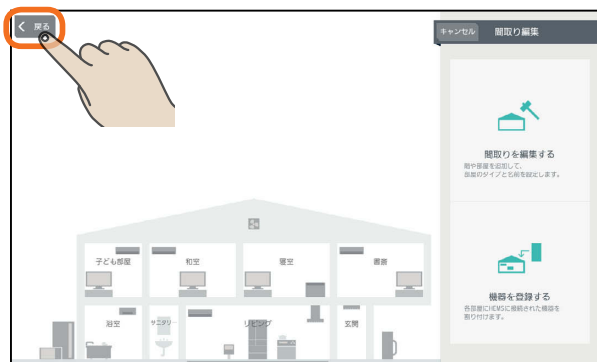 戻る
キャンセル 間取り編集
間取りを編集する
階や部屋を追加して、
部屋のタイプと名前を設定します。
子ども部屋 和室 寝室 書斎
浴室 サニタリー リビング 玄関
機器を登録する
各部屋にHEMSに接続された機器を
割り付けます。